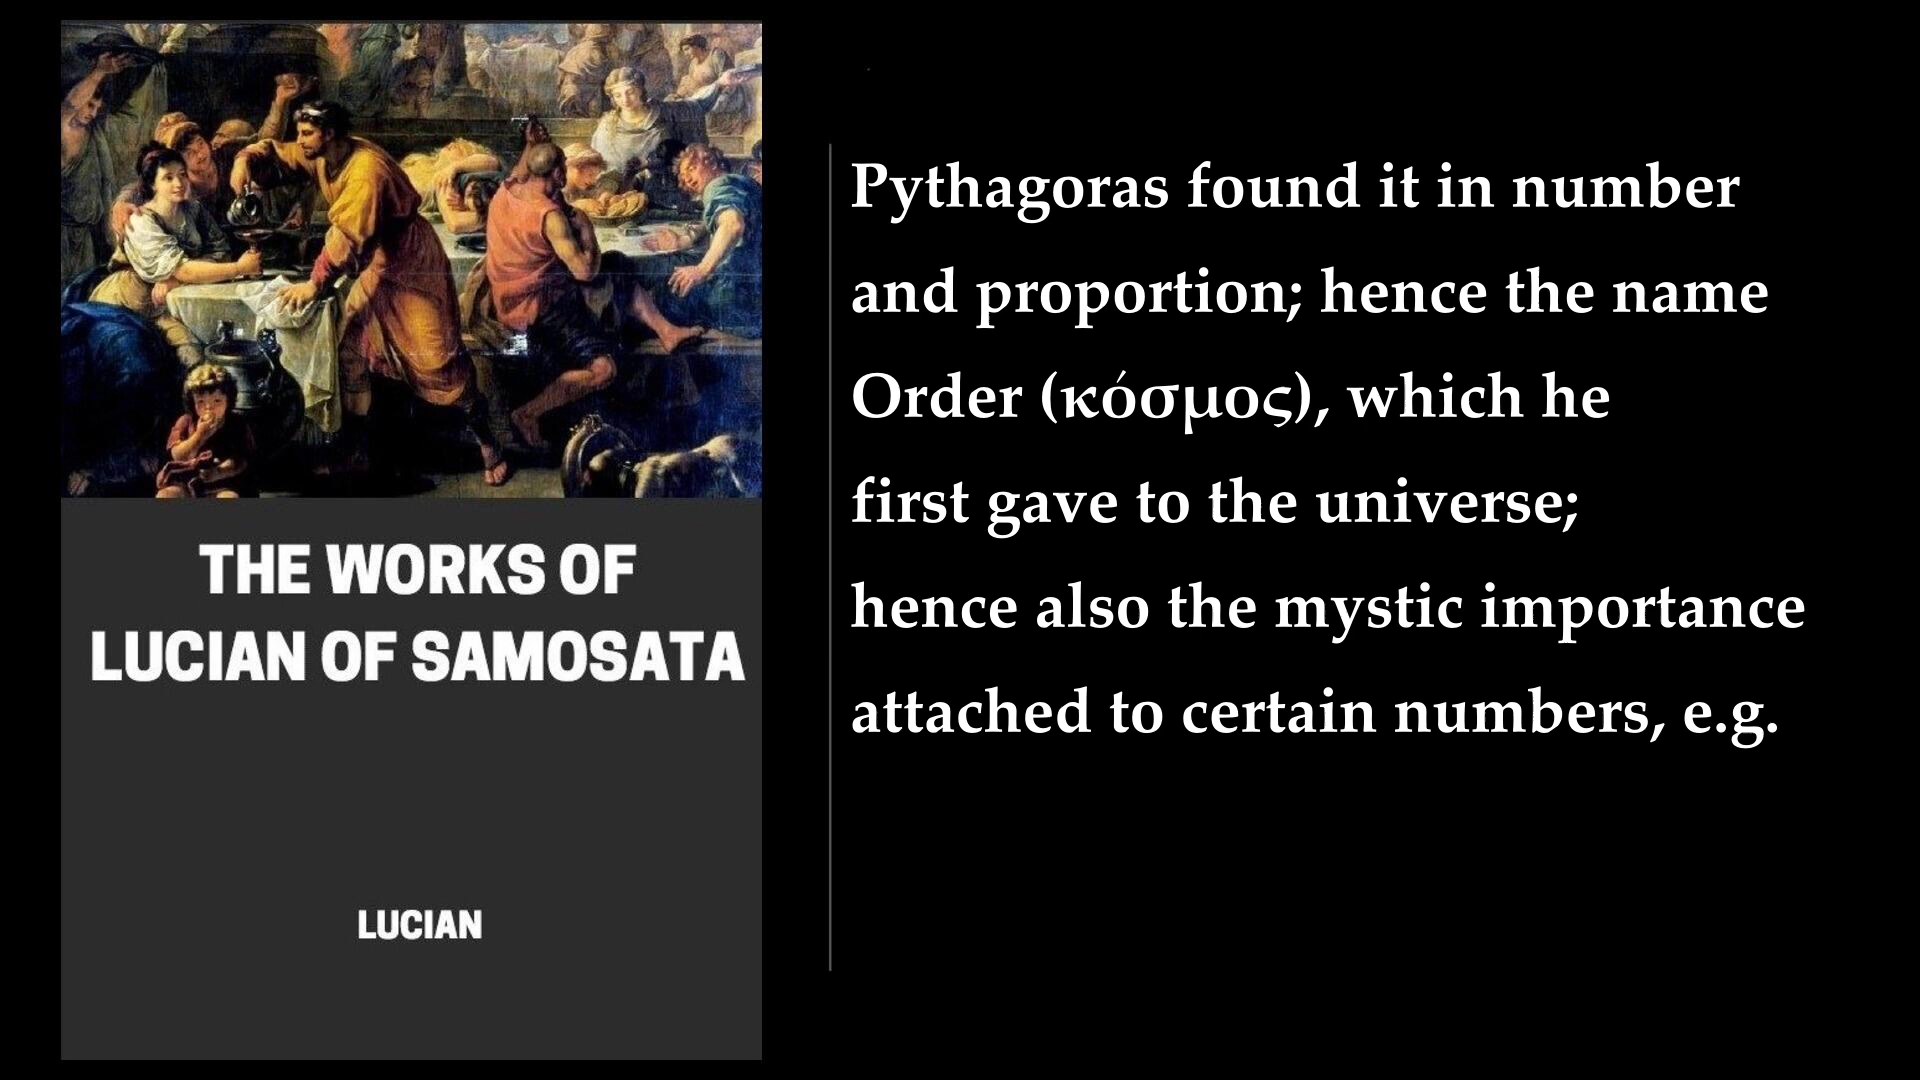 THE WORKS OF
LUCIAN OF SAMOSATA
LUCIAN
Pythagoras found it in number
and proportion; hence the name
Order (κόσμος), which he
first gave to the universe;
hence also the mystic importance
attached to certain numbers, e.g.